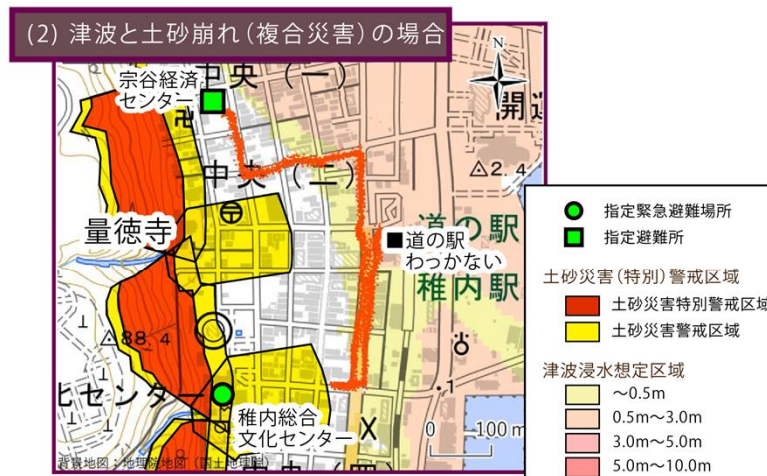 (2) 津波と土砂崩れ(複合災害)の場合
中央(一)
宗谷経済
センター
N
開運
中央(二)
2.4
量徳寺
道の駅
わっかない
道の駅
稚内駅
88.4
化センター
1
稚内総合
文化センター
0 100 m
背景地図:地理院地図(国土地理院)
指定緊急避難場所
指定避難所
土砂災害(特別)警戒区域
土砂災害特別警戒区域
土砂災害警戒区域
津波浸水想定区域
~0.5m
0.5m~3.0m
3.0m~5.0m
5.0m~10.0m